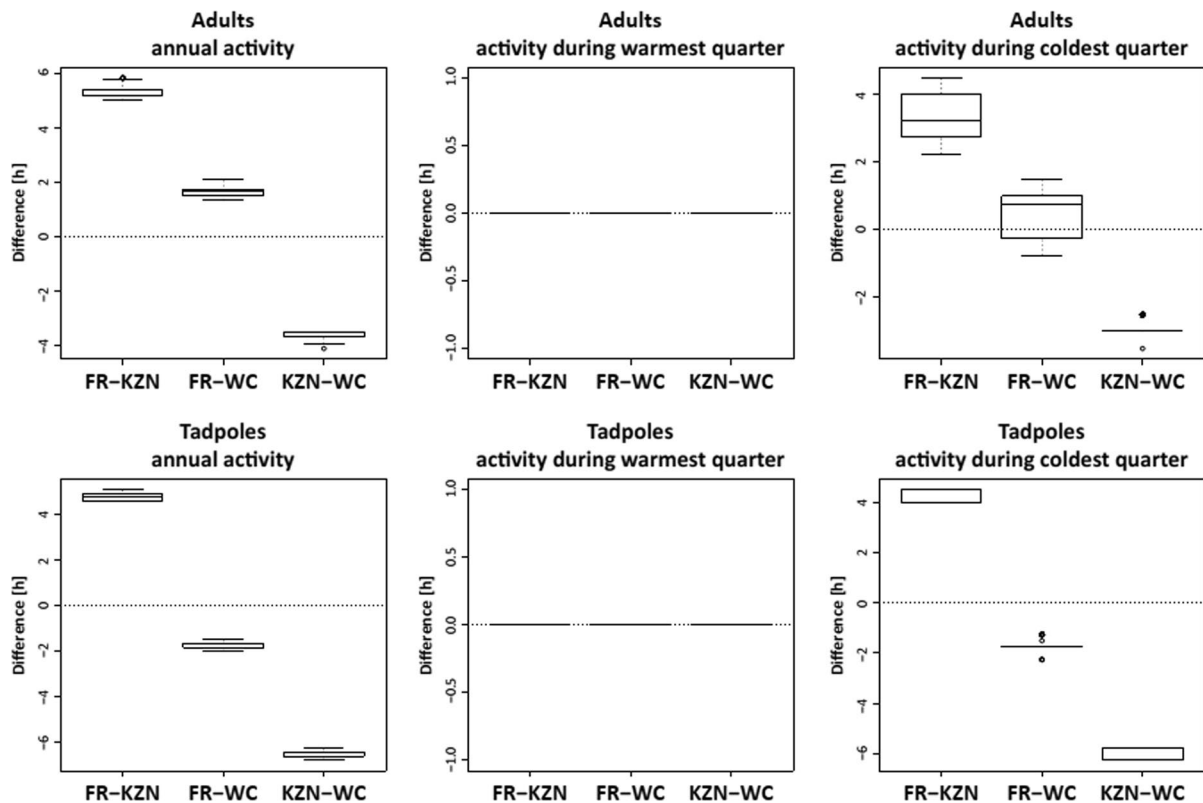 Adults
annual activity
Adults
activity during warmest quarter
Adults
activity during coldest quarter
Difference [h]
6
4
2
0
−2
−4
FR−KZN FR−WC KZN−WC
Difference [h]
1.0
0.5
0.0
−0.5
−1.0
FR−KZN FR−WC KZN−WC
Difference [h]
4
2
0
−2
FR−KZN FR−WC KZN−WC
Tadpoles
annual activity
Tadpoles
activity during warmest quarter
Tadpoles
activity during coldest quarter
Difference [h]
4
2
0
−2
−4
−6
FR−KZN FR−WC KZN−WC
Difference [h]
1.0
0.5
0.0
−0.5
−1.0
FR−KZN FR−WC KZN−WC
Difference [h]
4
2
0
−2
−4
−6
FR−KZN FR−WC KZN−WC